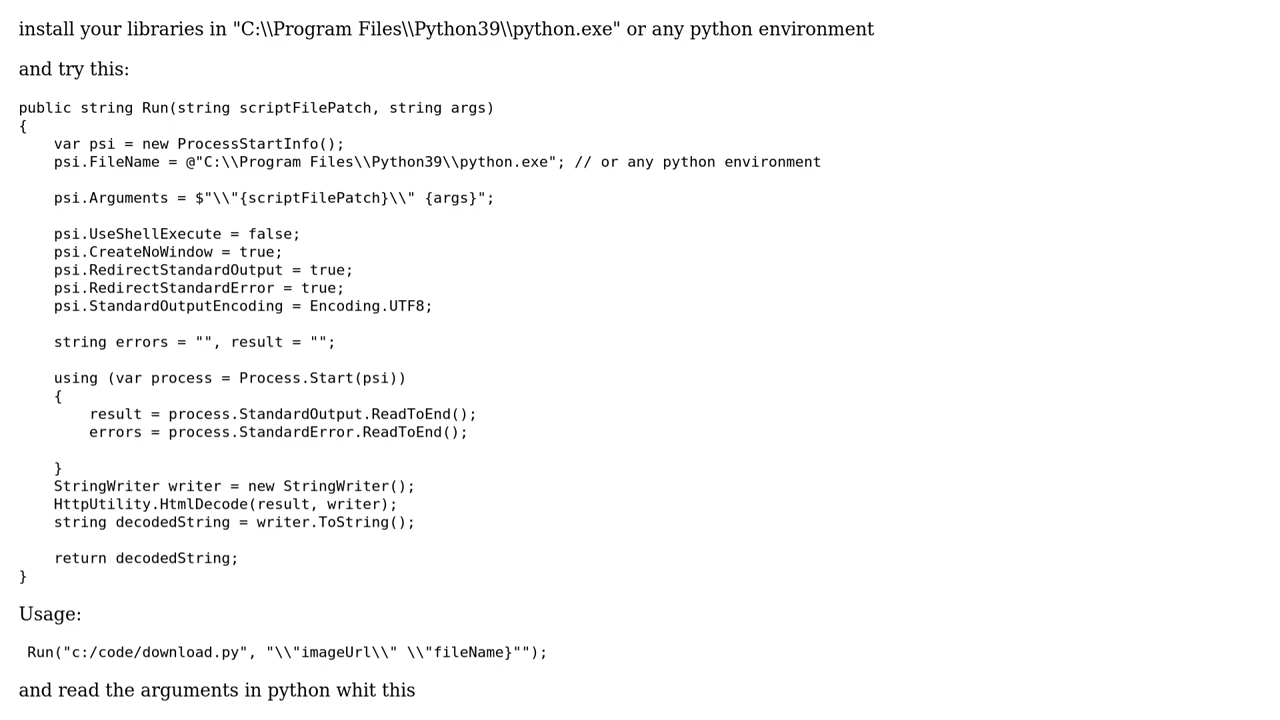 install your libraries in "C:\\Program Files\\Python39\\python.exe" or any python environment
and try this:
public string Run(string scriptFilePatch, string args)
{
    var psi = new ProcessStartInfo();
    psi.FileName = @"C:\\Program Files\\Python39\\python.exe"; // or any python environment
    psi.Arguments = $"\\"{scriptFilePatch}\\" {args}";
    psi.UseShellExecute = false;
    psi.CreateNoWindow = true;
    psi.RedirectStandardOutput = true;
    psi.RedirectStandardError = true;
    psi.StandardOutputEncoding = Encoding.UTF8;
    string errors = "", result = "";
    using (var process = Process.Start(psi))
    {
        result = process.StandardOutput.ReadToEnd();
        errors = process.StandardError.ReadToEnd();
    }
    StringWriter writer = new StringWriter();
    HttpUtility.HtmlDecode(result, writer);
    string decodedString = writer.ToString();
    return decodedString;
}
Usage:
 Run("c:/code/download.py", "\\"imageUrl\\" \\"fileName}"");
and read the arguments in python whit this